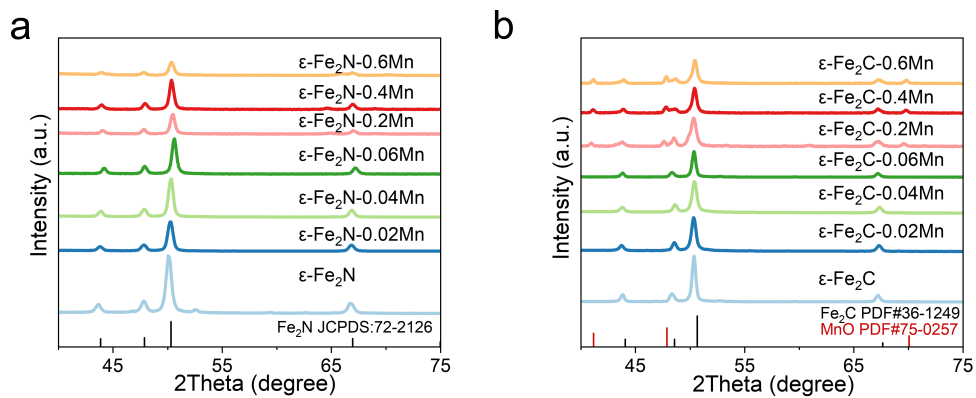 a
ε-Fe₂N-0.6Mn
ε-Fe₂N-0.4Mn
ε-Fe₂N-0.2Mn
ε-Fe₂N-0.06Mn
ε-Fe₂N-0.04Mn
ε-Fe₂N-0.02Mn
ε-Fe₂N
Fe₂N JCPDS:72-2126
Intensity (a.u.)
45 55 65 75
2Theta (degree)
b
ε-Fe₂C-0.6Mn
ε-Fe₂C-0.4Mn
ε-Fe₂C-0.2Mn
ε-Fe₂C-0.06Mn
ε-Fe₂C-0.04Mn
ε-Fe₂C-0.02Mn
ε-Fe₂C
Fe₂C PDF#36-1249
MnO PDF#75-0257
Intensity (a.u.)
45 55 65 75
2Theta (degree)